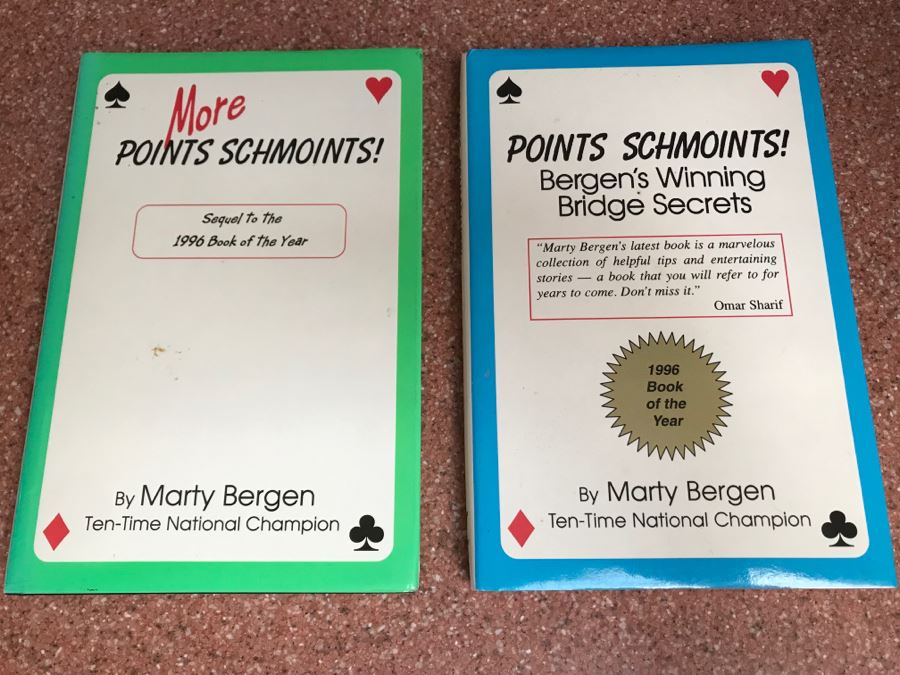 More
POINTS SCHMOINTS!
Sequel to the
1996 Book of the Year
By Marty Bergen
Ten-Time National Champion
POINTS SCHMOINTS!
Bergen's Winning
Bridge Secrets
"Marty Bergen's latest book is a marvelous
collection of helpful tips and entertaining
stories — a book that you will refer to for
years to come. Don't miss it."
Omar Sharif
1996
Book
of the
Year
By Marty Bergen
Ten-Time National Champion